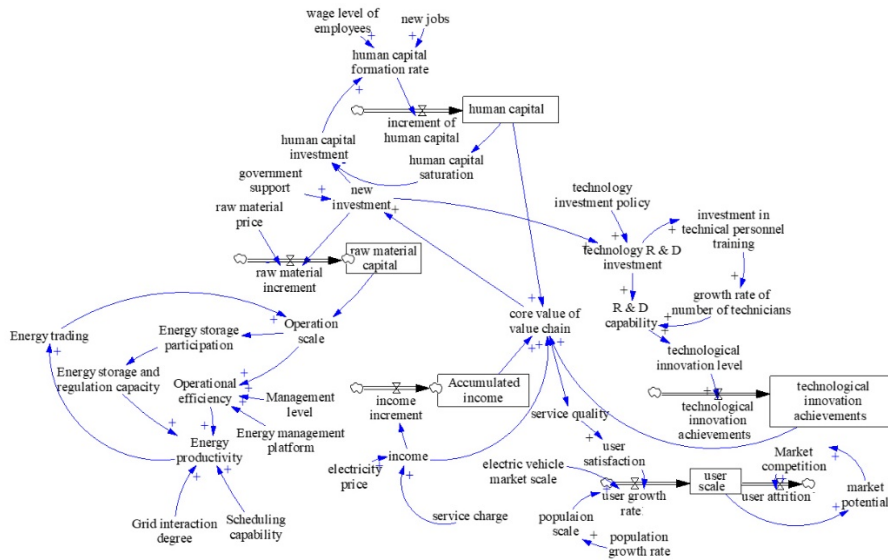 wage level of
employees
new jobs
human capital
formation rate
human capital
increment of
human capital
human capital
investment
human capital
saturation
government
support
new
investment
technology
investment policy
raw material
price
investment in
technical personnel
training
raw material
increment
raw material
capital
technology R & D
investment
growth rate of
number of technicians
R & D
capability
core value of
value chain
Energy trading
Energy storage
participation
Operation
scale
technological
innovation level
Energy storage and
regulation capacity
Operational
efficiency
Management
level
Energy management
platform
income
increment
Accumulated
income
technological
innovation
achievements
technological
innovation
achievements
service quality
Energy
productivity
electricity
price
income
user
satisfaction
electric vehicle
market scale
Market
competition
user growth
rate
user
scale
user attrition
market
potential
Grid interaction
degree
Scheduling
capability
service charge
populaion
scale
population
growth rate